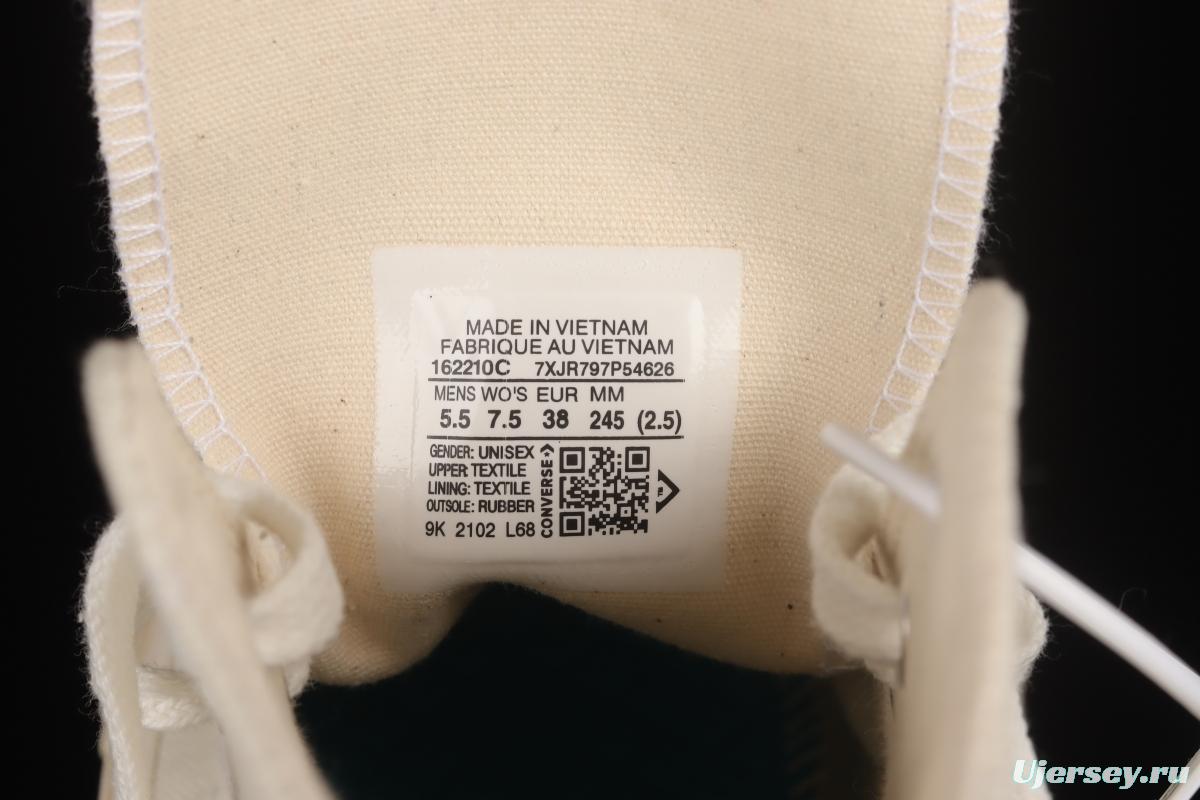 MADE IN VIETNAM
FABRIQUE AU VIETNAM
162210C 7XJR797P54626
MENS WO'S EUR MM
5.5 7.5 38 245 (2.5)
GENDER: UNISEX
UPPER: TEXTILE
LINING: TEXTILE
OUTSOLE: RUBBER
9K 2102 L68
CONVERSE
Ujersey.ru